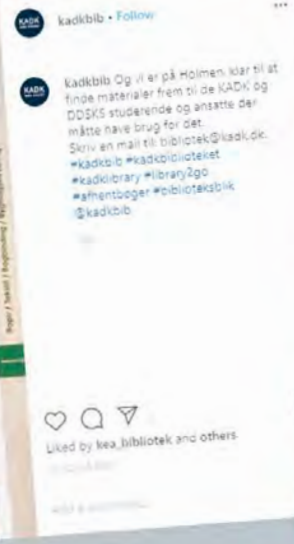 kadkbib • Follow
KADK
kadkbib Og vi er på Holmen, klar til at
finde materialer frem til de KADK og
DDSKS studerende og ansatte der
måtte have brug for det.
Skriv en mail til: bibliotek@kadk.dk.
#kadkbib #kadkbiblioteket
#kadklibrary #library2go
#afhentbøger #biblioteksblik
@kadkbib
KADK
Liked by kea_bibliotek and others